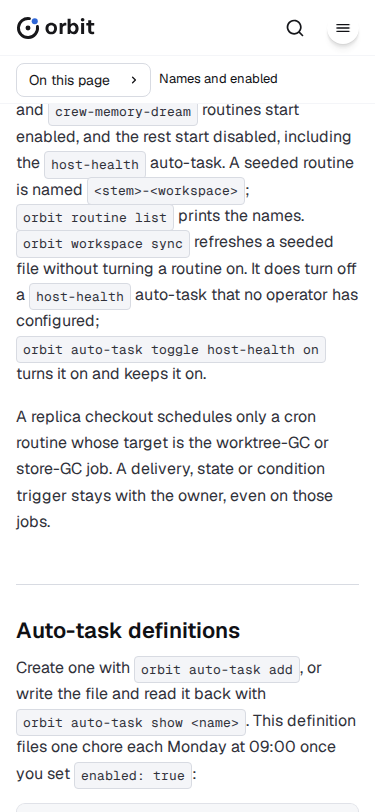 orbit
On this page
Names and enabled
and crew-memory-dream routines start
enabled, and the rest start disabled, including
the host-health auto-task. A seeded routine
is named <stem>-<workspace>;
orbit routine list prints the names.
orbit workspace sync refreshes a seeded
file without turning a routine on. It does turn off
a host-health auto-task that no operator has
configured;
orbit auto-task toggle host-health on
turns it on and keeps it on.
A replica checkout schedules only a cron
routine whose target is the worktree-GC or
store-GC job. A delivery, state or condition
trigger stays with the owner, even on those
jobs.
Auto-task definitions
Create one with orbit auto-task add, or
write the file and read it back with
orbit auto-task show <name>. This definition
files one chore each Monday at 09:00 once
you set enabled: true: